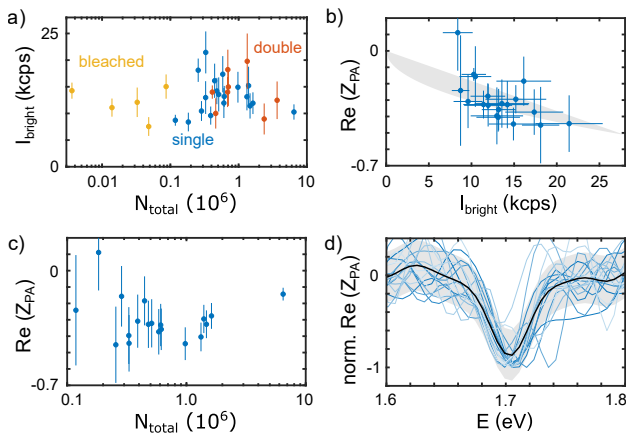 a)
I_bright (kcps)
25
0
bleached
double
single
0.01
0.1
1
10
N_total (10^6)
b)
Re (Z_PA)
0
-0.7
0
5
10
15
20
25
I_bright (kcps)
c)
Re (Z_PA)
0
-0.7
0.1
1.0
10
N_total (10^6)
d)
norm. Re (Z_PA)
0
-1
1.6
1.7
1.8
E (eV)